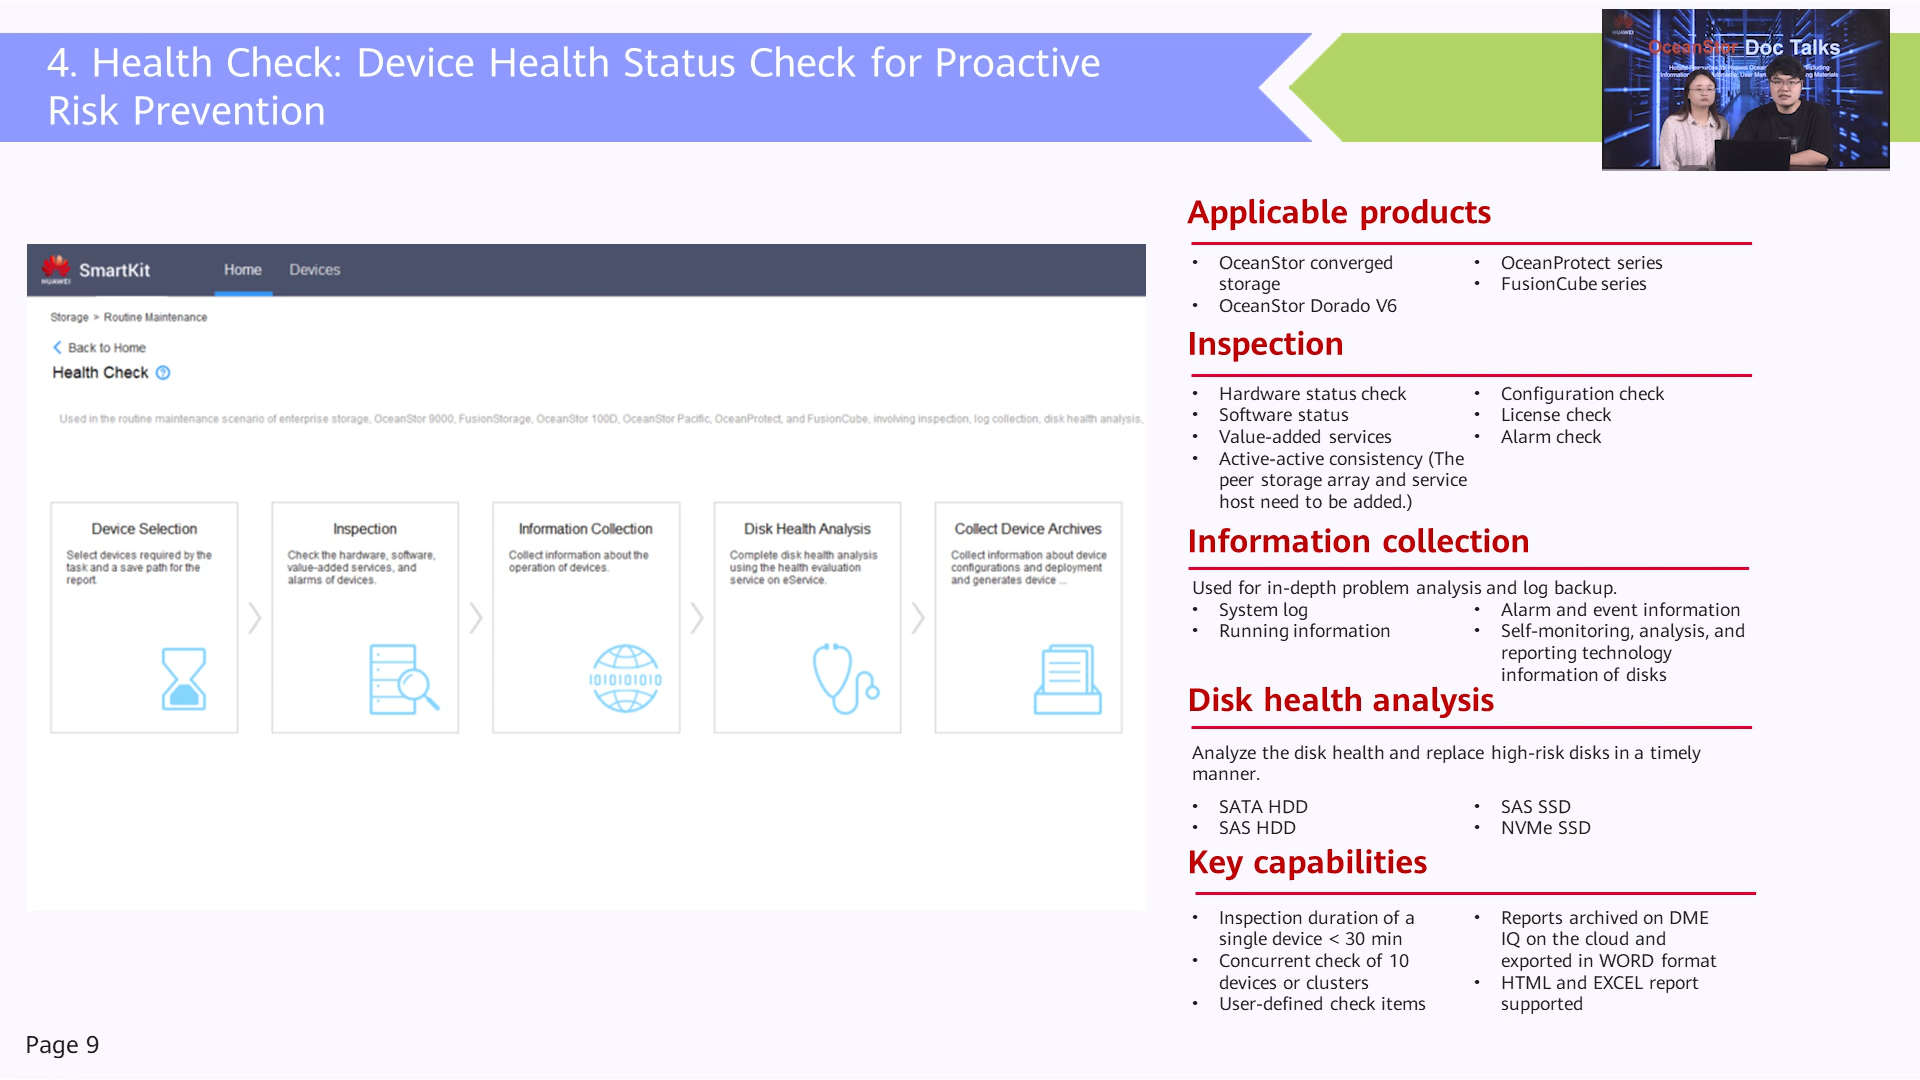 4. Health Check: Device Health Status Check for Proactive
Risk Prevention
HUAWEI
OceanStor Doc Talks
HUAWEI
SmartKit
Home
Devices
Storage > Routine Maintenance
Back to Home
Health Check
Used in the routine maintenance scenario of enterprise storage, OceanStor 9000, FusionStorage, OceanStor 100D, OceanStor Pacific, OceanProtect, and FusionCube, involving inspection, log collection, disk health analysis,
Device Selection
Select devices required by the
task and a save path for the
report.
Inspection
Check the hardware, software,
value-added services, and
alarms of devices.
Information Collection
Collect information about the
operation of devices.
10101010
Disk Health Analysis
Complete disk health analysis
using the health evaluation
service on eService.
Collect Device Archives
Collect information about device
configurations and deployment
and generates device ...
Applicable products
• OceanStor converged
storage
• OceanStor Dorado V6
• OceanProtect series
• FusionCube series
Inspection
• Hardware status check
• Software status
• Value-added services
• Active-active consistency (The
peer storage array and service
host need to be added.)
• Configuration check
• License check
• Alarm check
Information collection
Used for in-depth problem analysis and log backup.
• System log
• Running information
• Alarm and event information
• Self-monitoring, analysis, and
reporting technology
information of disks
Disk health analysis
Analyze the disk health and replace high-risk disks in a timely
manner.
• SATA HDD
• SAS HDD
• SAS SSD
• NVMe SSD
Key capabilities
• Inspection duration of a
single device < 30 min
• Concurrent check of 10
devices or clusters
• User-defined check items
• Reports archived on DME
IQ on the cloud and
exported in WORD format
• HTML and EXCEL report
supported
Page 9